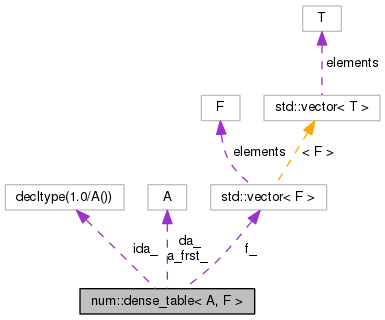 T
elements
F
std::vector< T >
elements
< F >
decltype(1.0/A())
A
std::vector< F >
ida_
da_
a_frst_
f_
num::dense_table< A, F >